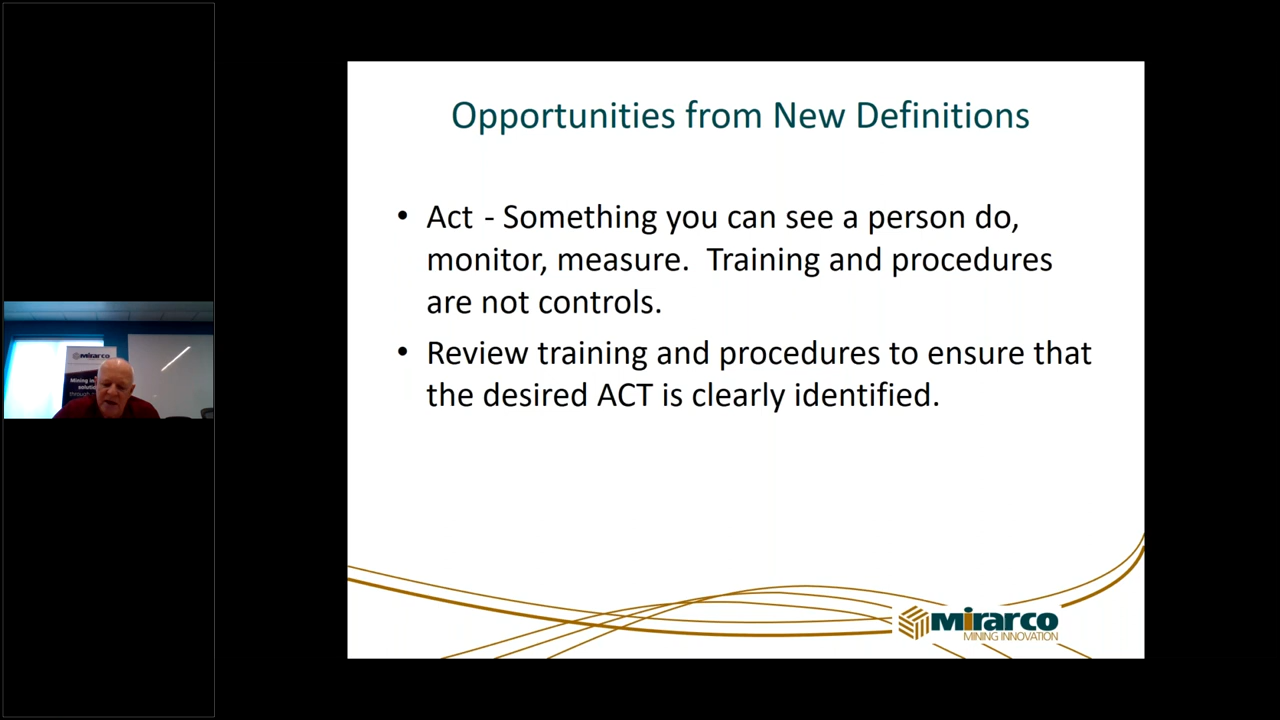 Opportunities from New Definitions
• Act - Something you can see a person do,
monitor, measure.  Training and procedures
are not controls.
• Review training and procedures to ensure that
the desired ACT is clearly identified.
mirarco
MINING INNOVATION
mirarco